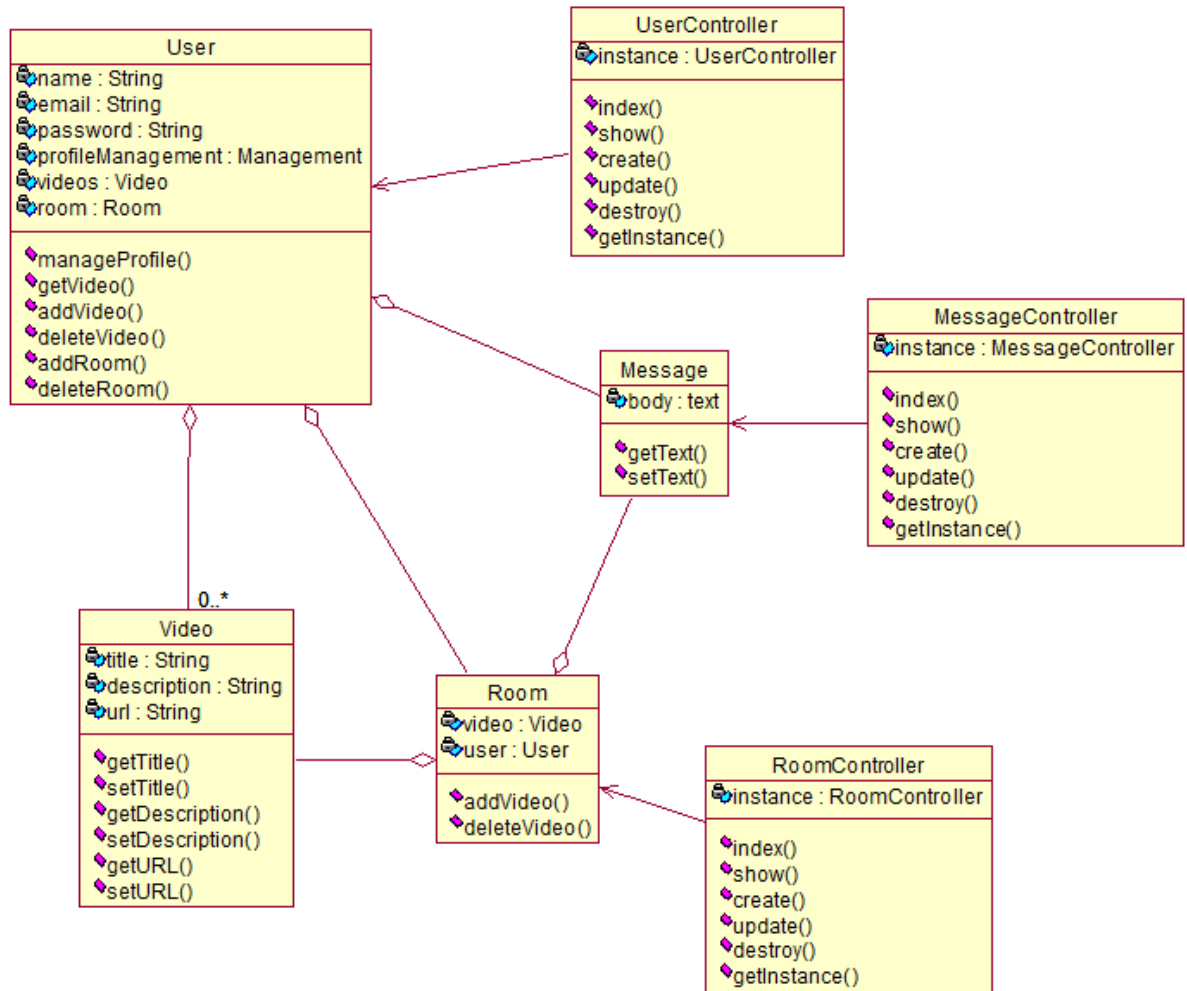 User
name : String
email : String
password : String
profileManagement : Management
videos : Video
room : Room
manageProfile()
getVideo()
addVideo()
deleteVideo()
addRoom()
deleteRoom()
UserController
instance : UserController
index()
show()
create()
update()
destroy()
getInstance()
MessageController
instance : MessageController
index()
show()
create()
update()
destroy()
getInstance()
Message
body : text
getText()
setText()
0..*
Video
title : String
description : String
url : String
getTitle()
setTitle()
getDescription()
setDescription()
getURL()
setURL()
Room
video : Video
user : User
addVideo()
deleteVideo()
RoomController
instance : RoomController
index()
show()
create()
update()
destroy()
getInstance()